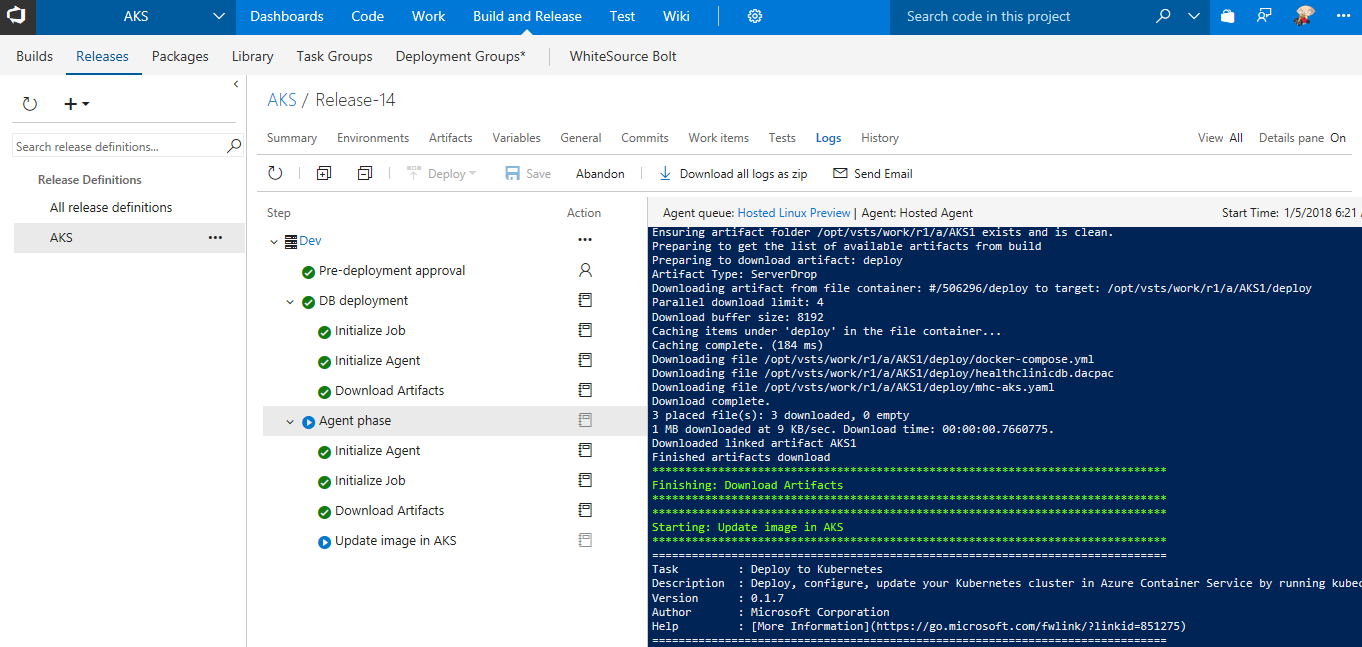 AKS
Dashboards Code Work Build and Release Test Wiki
Search code in this project
Builds Releases Packages Library Task Groups Deployment Groups* WhiteSource Bolt
Search release definitions...
Release Definitions
All release definitions
AKS
AKS / Release-14
Summary Environments Artifacts Variables General Commits Work items Tests Logs History
View All Details pane On
Deploy Save Abandon Download all logs as zip Send Email
Step Action
Dev
Pre-deployment approval
DB deployment
Initialize Job
Initialize Agent
Download Artifacts
Agent phase
Initialize Agent
Initialize Job
Download Artifacts
Update image in AKS
Agent queue: Hosted Linux Preview | Agent: Hosted Agent Start Time: 1/5/2018 6:21
Ensuring artifact folder /opt/vsts/work/r1/a/AKS1 exists and is clean.
Preparing to get the list of available artifacts from build
Preparing to download artifact: deploy
Artifact Type: ServerDrop
Downloading artifact from file container: #/506296/deploy to target: /opt/vsts/work/r1/a/AKS1/deploy
Parallel download limit: 4
Download buffer size: 8192
Caching items under 'deploy' in the file container...
Caching complete. (184 ms)
Downloading file /opt/vsts/work/r1/a/AKS1/deploy/docker-compose.yml
Downloading file /opt/vsts/work/r1/a/AKS1/deploy/healthclinicdb.dacpac
Downloading file /opt/vsts/work/r1/a/AKS1/deploy/mhc-aks.yaml
Download complete.
3 placed file(s): 3 downloaded, 0 empty
1 MB downloaded at 9 KB/sec. Download time: 00:00:00.7660775.
Downloaded linked artifact AKS1
Finished artifacts download
******************************************************************************
Finishing: Download Artifacts
******************************************************************************
******************************************************************************
Starting: Update image in AKS
******************************************************************************
==============================================================================
Task : Deploy to Kubernetes
Description : Deploy, configure, update your Kubernetes cluster in Azure Container Service by running kubec
Version : 0.1.7
Author : Microsoft Corporation
Help : [More Information](https://go.microsoft.com/fwlink/?linkid=851275)
==============================================================================